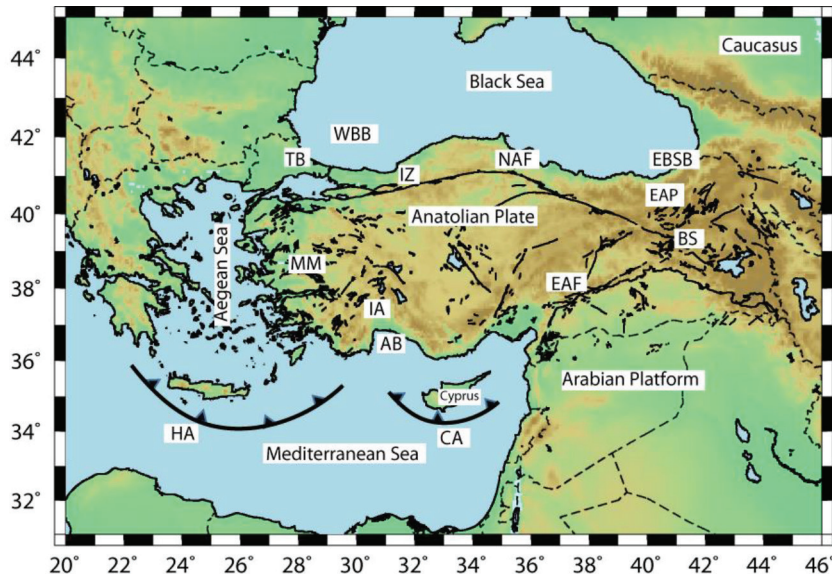 Caucasus
44°
Black Sea
WBB
42°
TB
NAF
EBSB
IZ
EAP
40°
Anatolian Plate
BS
Aegean Sea
MM
38°
EAF
IA
AB
36°
Arabian Platform
Cyprus
34°
HA
CA
Mediterranean Sea
32°
20° 22° 24° 26° 28° 30° 32° 34° 36° 38° 40° 42° 44° 46°